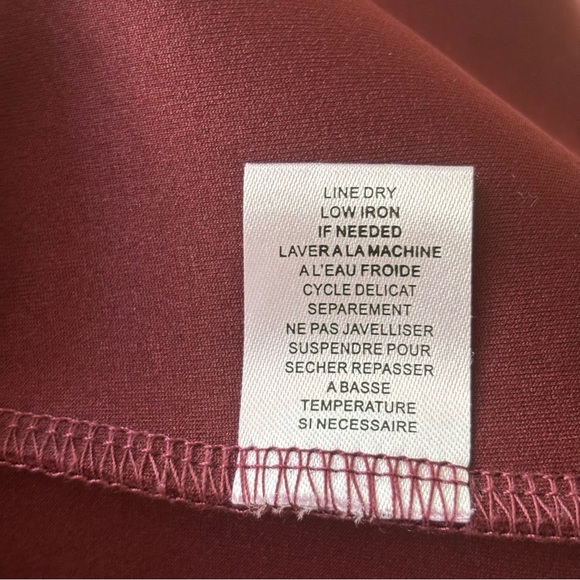 LINE DRY
LOW IRON
IF NEEDED
LAVER A LA MACHINE
A L'EAU FROIDE
CYCLE DELICAT
SEPAREMENT
NE PAS JAVELLISER
SUSPENDRE POUR
SECHER REPASSER
A BASSE
TEMPERATURE
SI NECESSAIRE